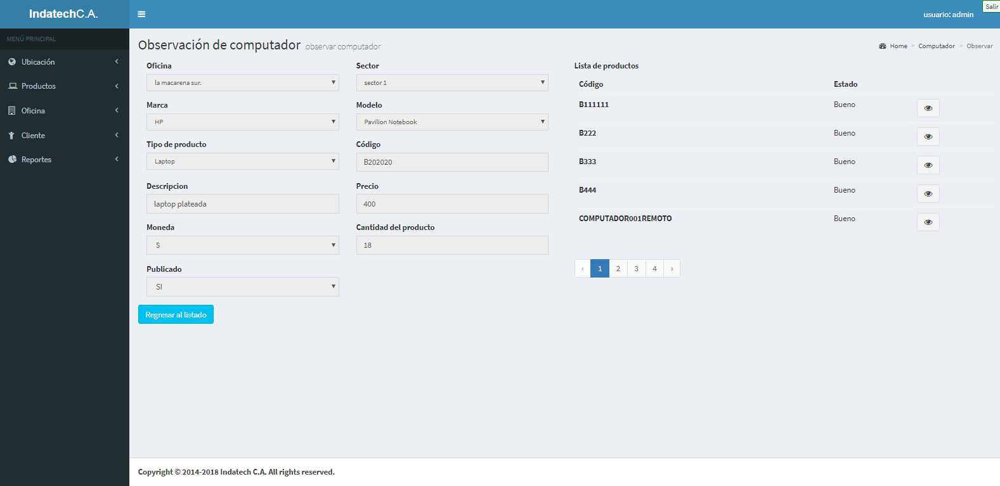 IndatechC.A.
usuario: admin
Salir
MENÚ PRINCIPAL
Ubicación
Productos
Oficina
Cliente
Reportes
Observación de computador observar computador
Home > Computador > Observar
Oficina
la macarena sur.
Sector
sector 1
Marca
HP
Modelo
Pavilion Notebook
Tipo de producto
Laptop
Código
B202020
Descripcion
laptop plateada
Precio
400
Moneda
$
Cantidad del producto
18
Publicado
SI
Regresar al listado
Lista de productos
Código Estado
B111111 Bueno
B222 Bueno
B333 Bueno
B444 Bueno
COMPUTADOR001REMOTO Bueno
‹ 1 2 3 4 ›
Copyright © 2014-2018 Indatech C.A. All rights reserved.